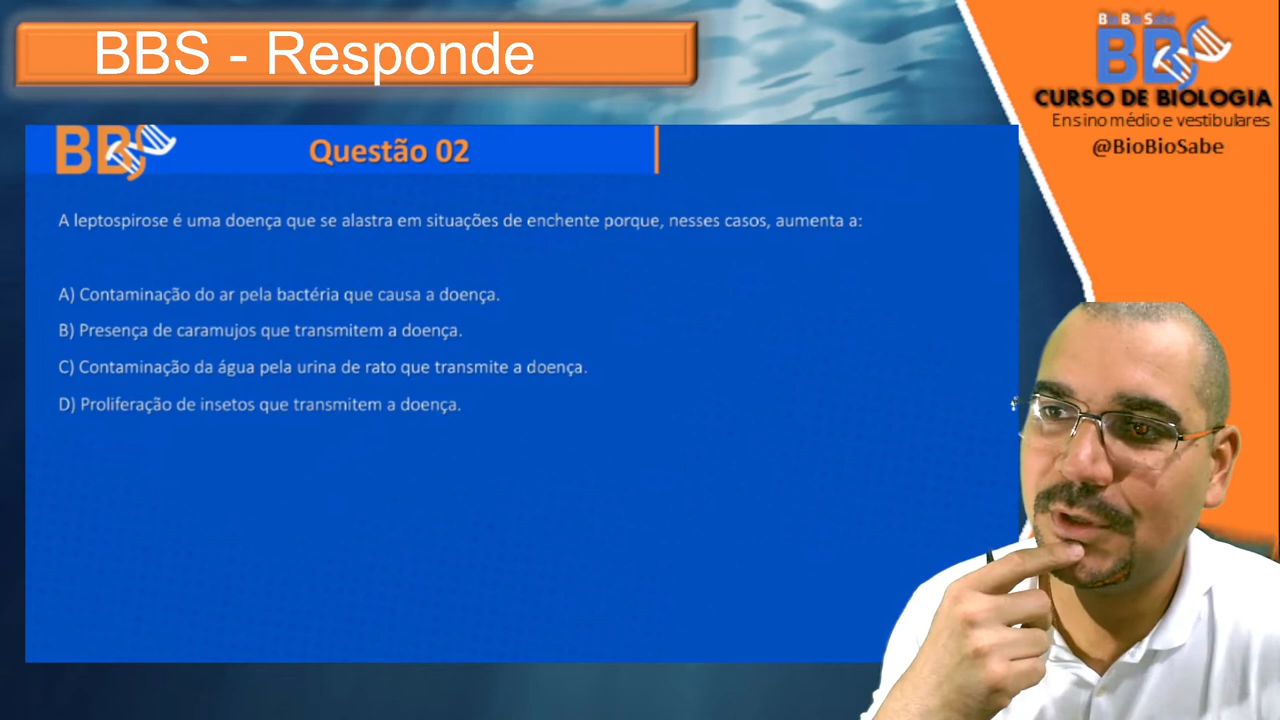 BBS - Responde
Bio Bio Sabe
BBS
CURSO DE BIOLOGIA
Ensino médio e vestibulares
@BioBioSabe
BBS
Questão 02
A leptospirose é uma doença que se alastra em situações de enchente porque, nesses casos, aumenta a:
A) Contaminação do ar pela bactéria que causa a doença.
B) Presença de caramujos que transmitem a doença.
C) Contaminação da água pela urina de rato que transmite a doença.
D) Proliferação de insetos que transmitem a doença.